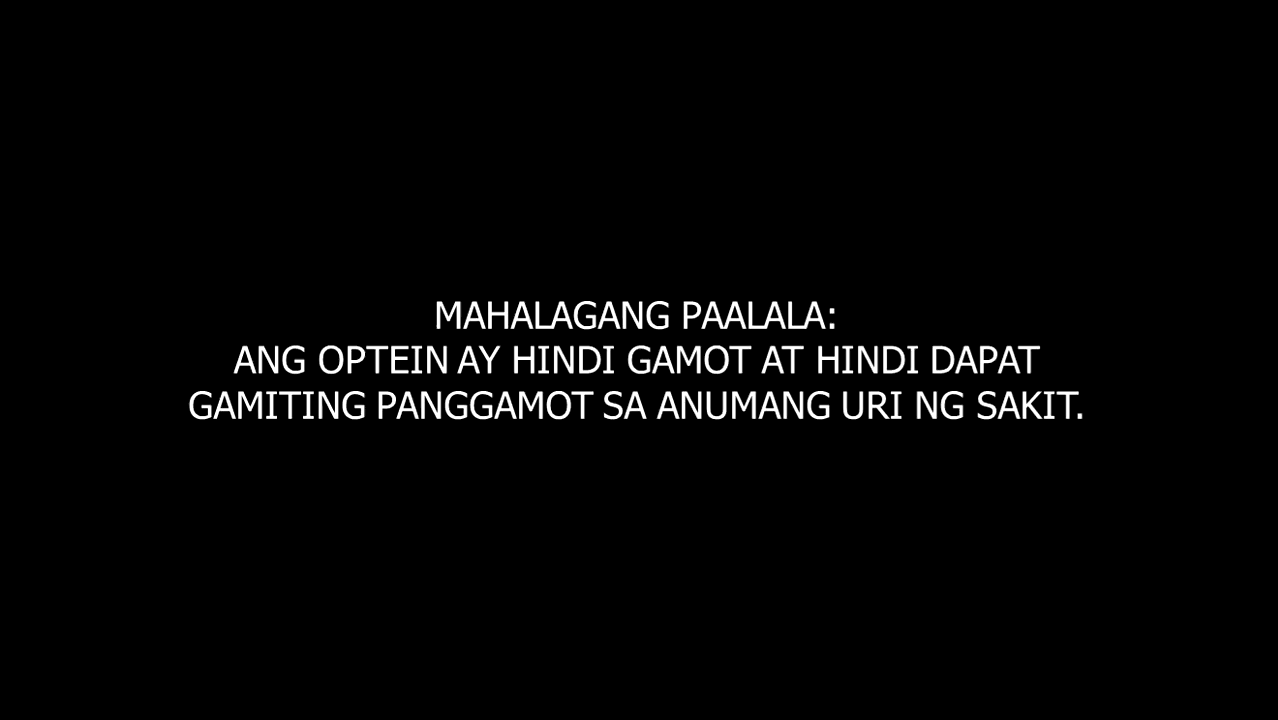 MAHALAGANG PAALALA:
ANG OPTEIN AY HINDI GAMOT AT HINDI DAPAT
GAMITING PANGGAMOT SA ANUMANG URI NG SAKIT.